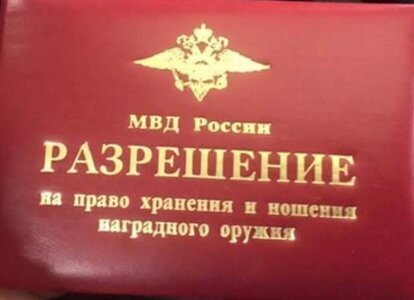 МВД России
РАЗРЕШЕНИЕ
на право хранения и ношения
наградного оружия